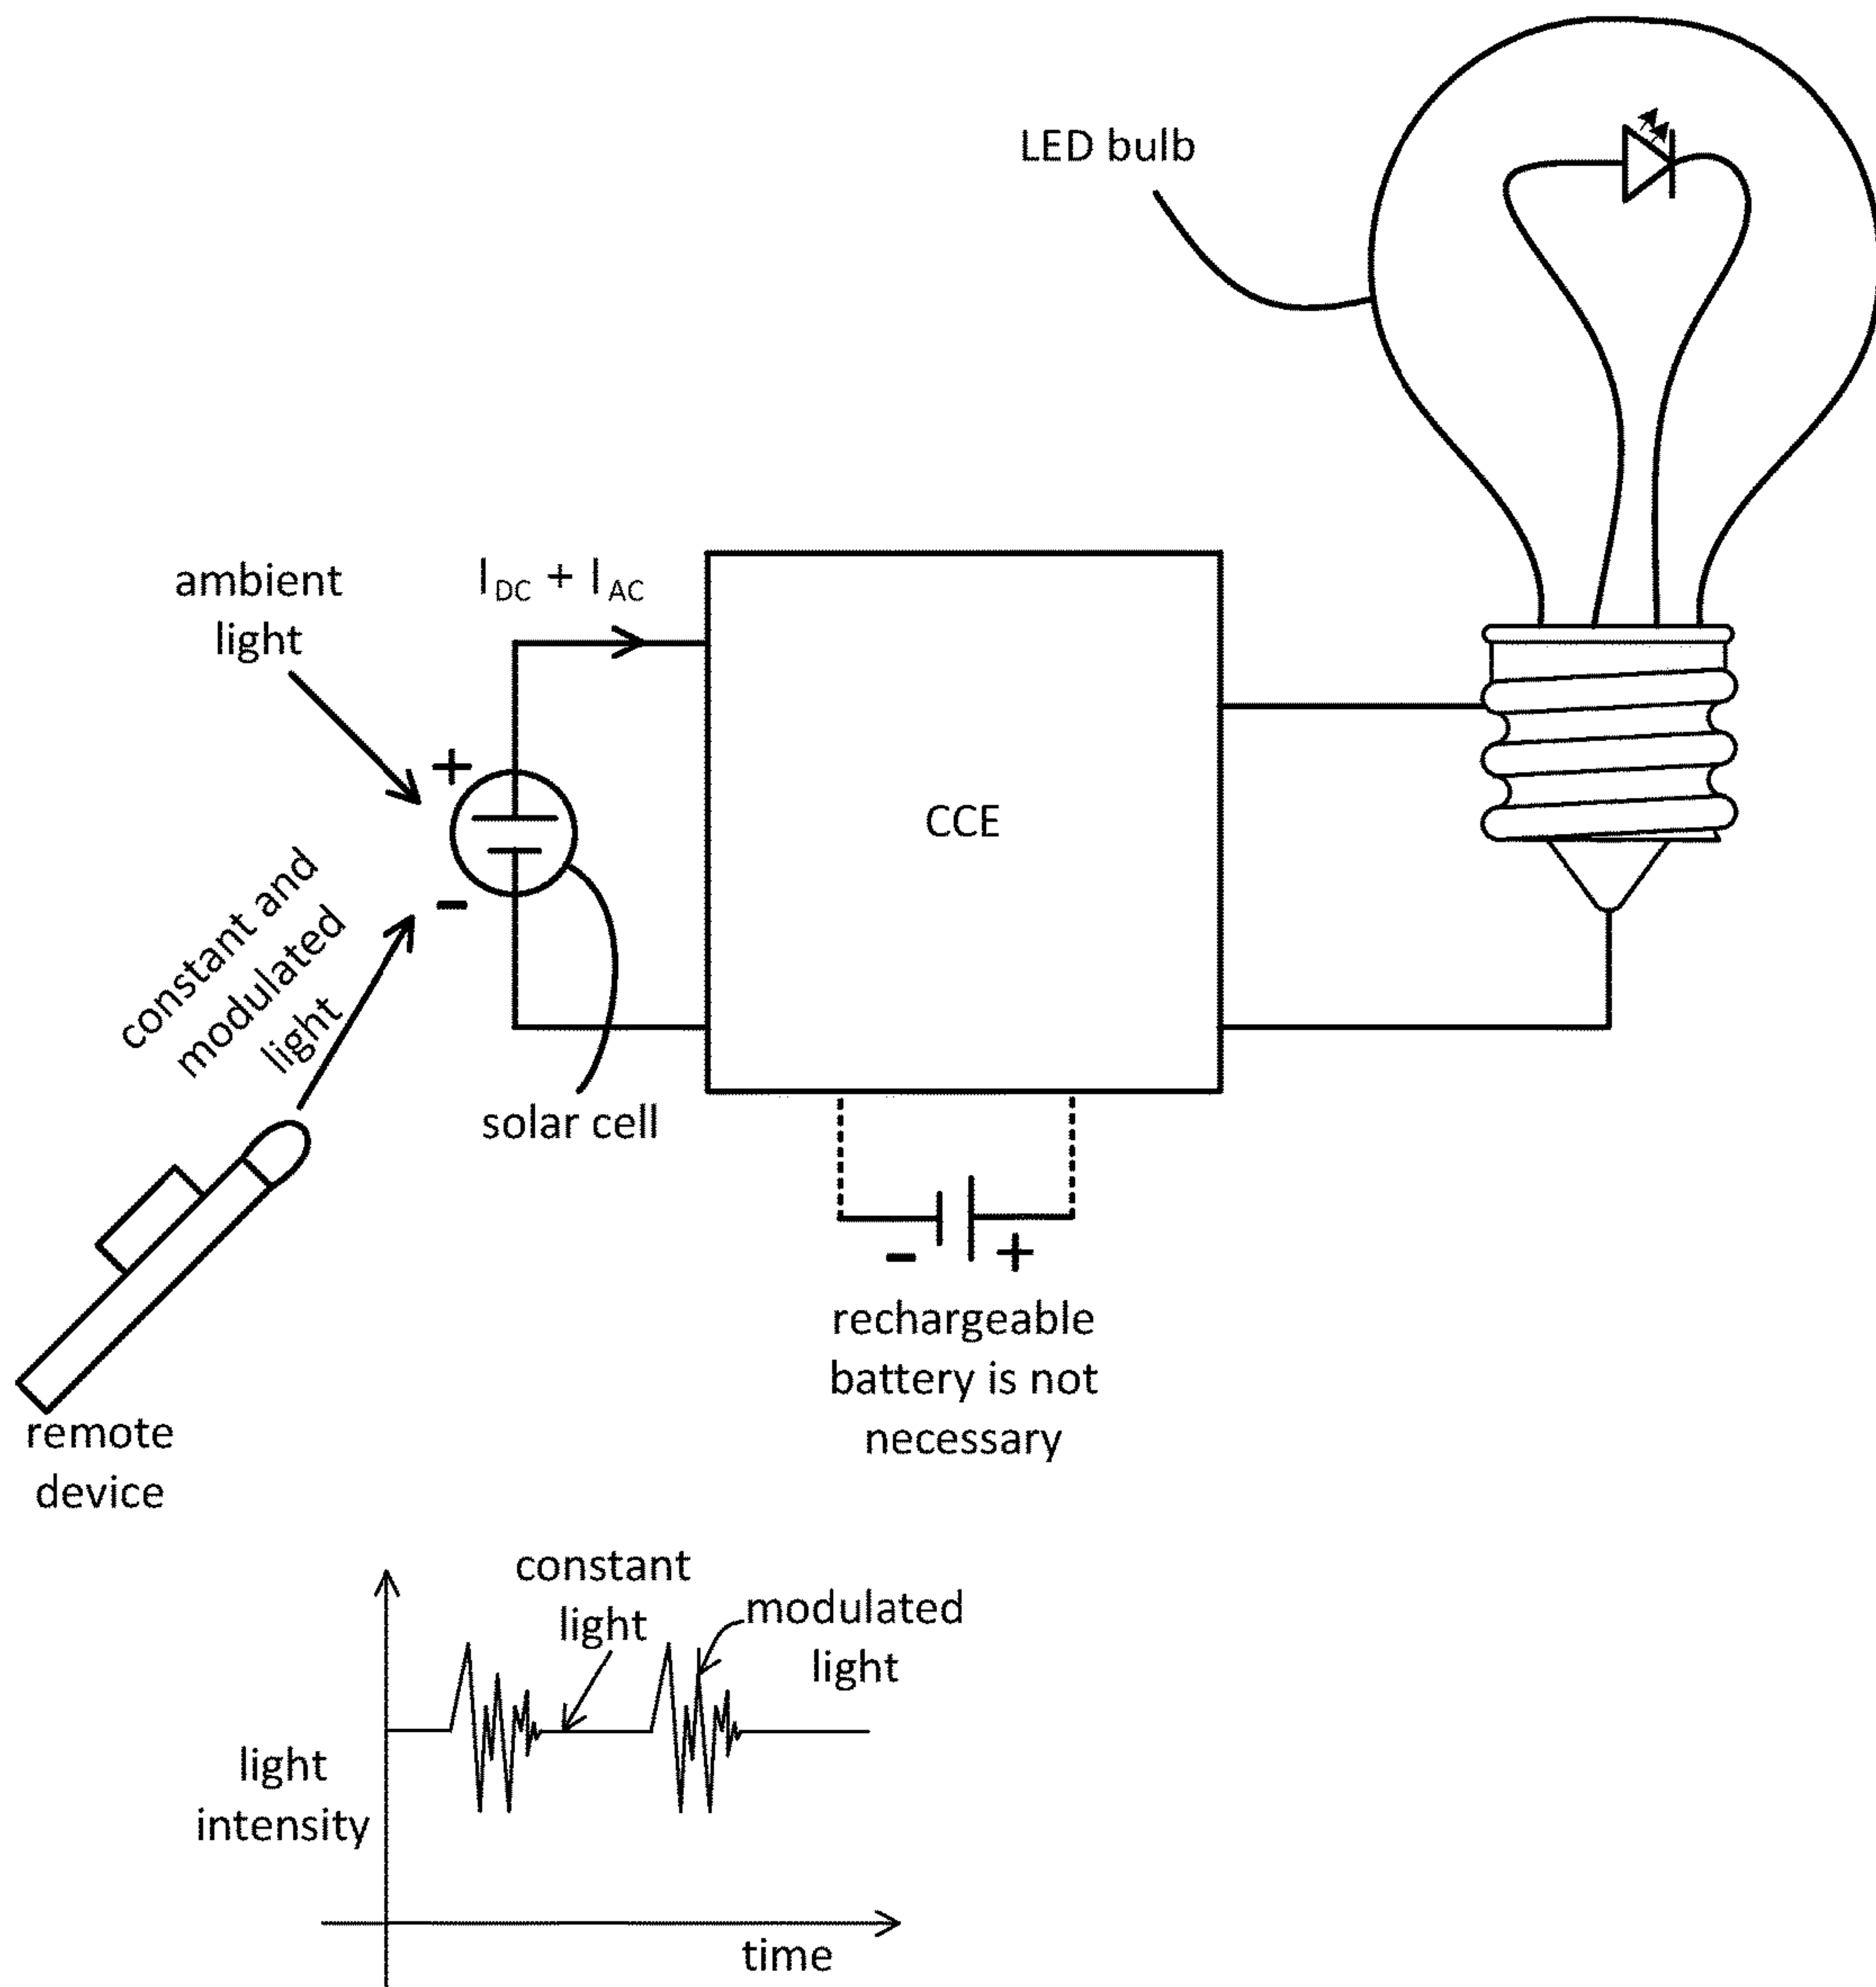 LED bulb
ambient
light
I_DC + I_AC
+
-
CCE
constant and
modulated
light
solar cell
- +
rechargeable
battery is not
necessary
remote
device
constant
light
modulated
light
light
intensity
time